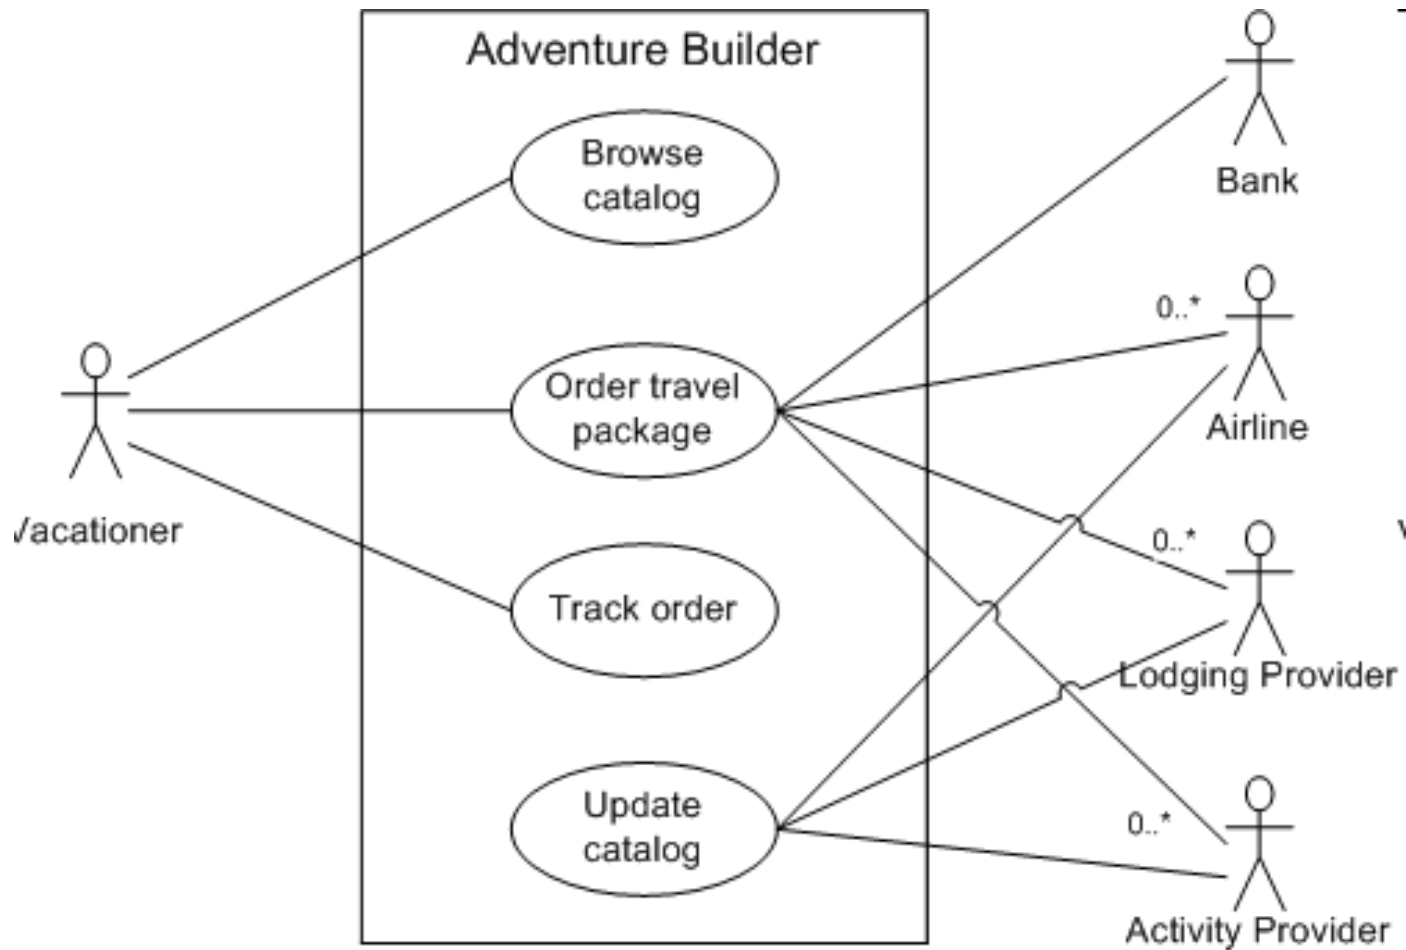 Adventure Builder
Browse
catalog
Bank
0..*
Order travel
package
Airline
Vacationer
0..*
Track order
Lodging Provider
Update
catalog
0..*
Activity Provider